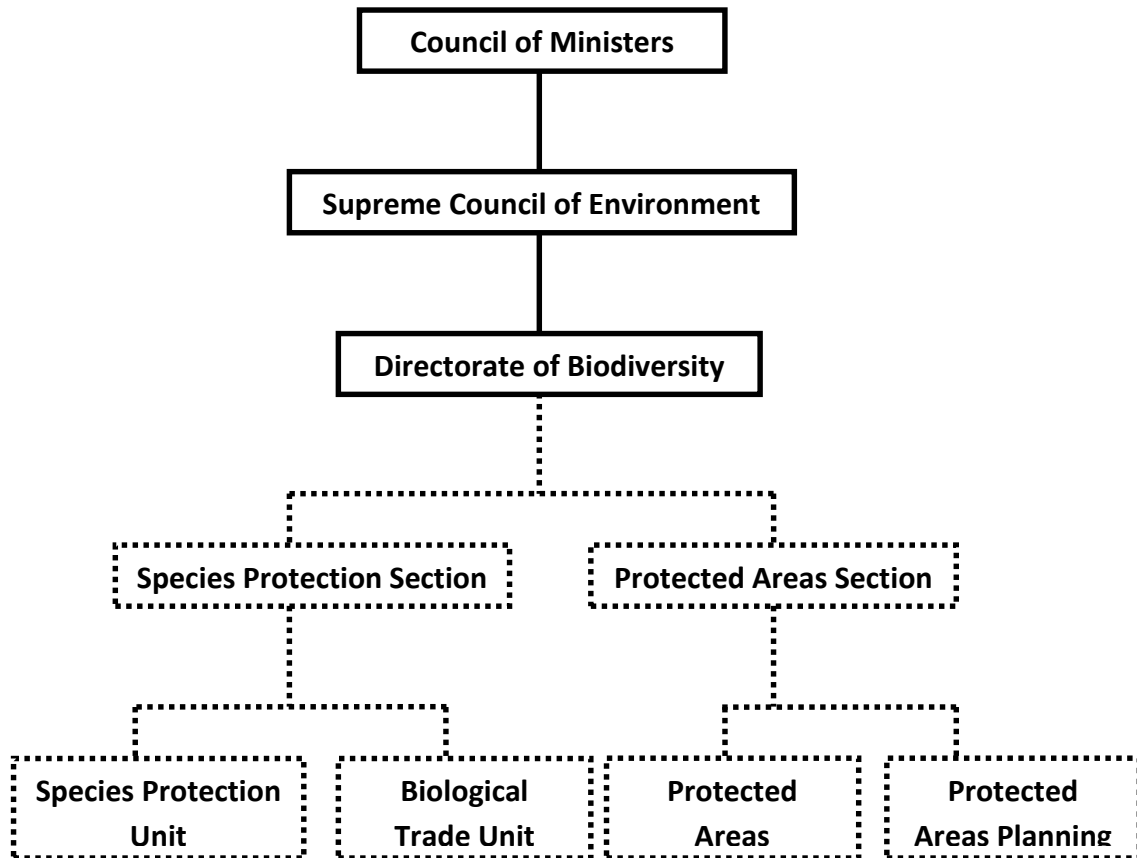 Council of Ministers
Supreme Council of Environment
Directorate of Biodiversity
Species Protection Section
Protected Areas Section
Species Protection
Unit
Biological
Trade Unit
Protected
Areas
Protected
Areas Planning